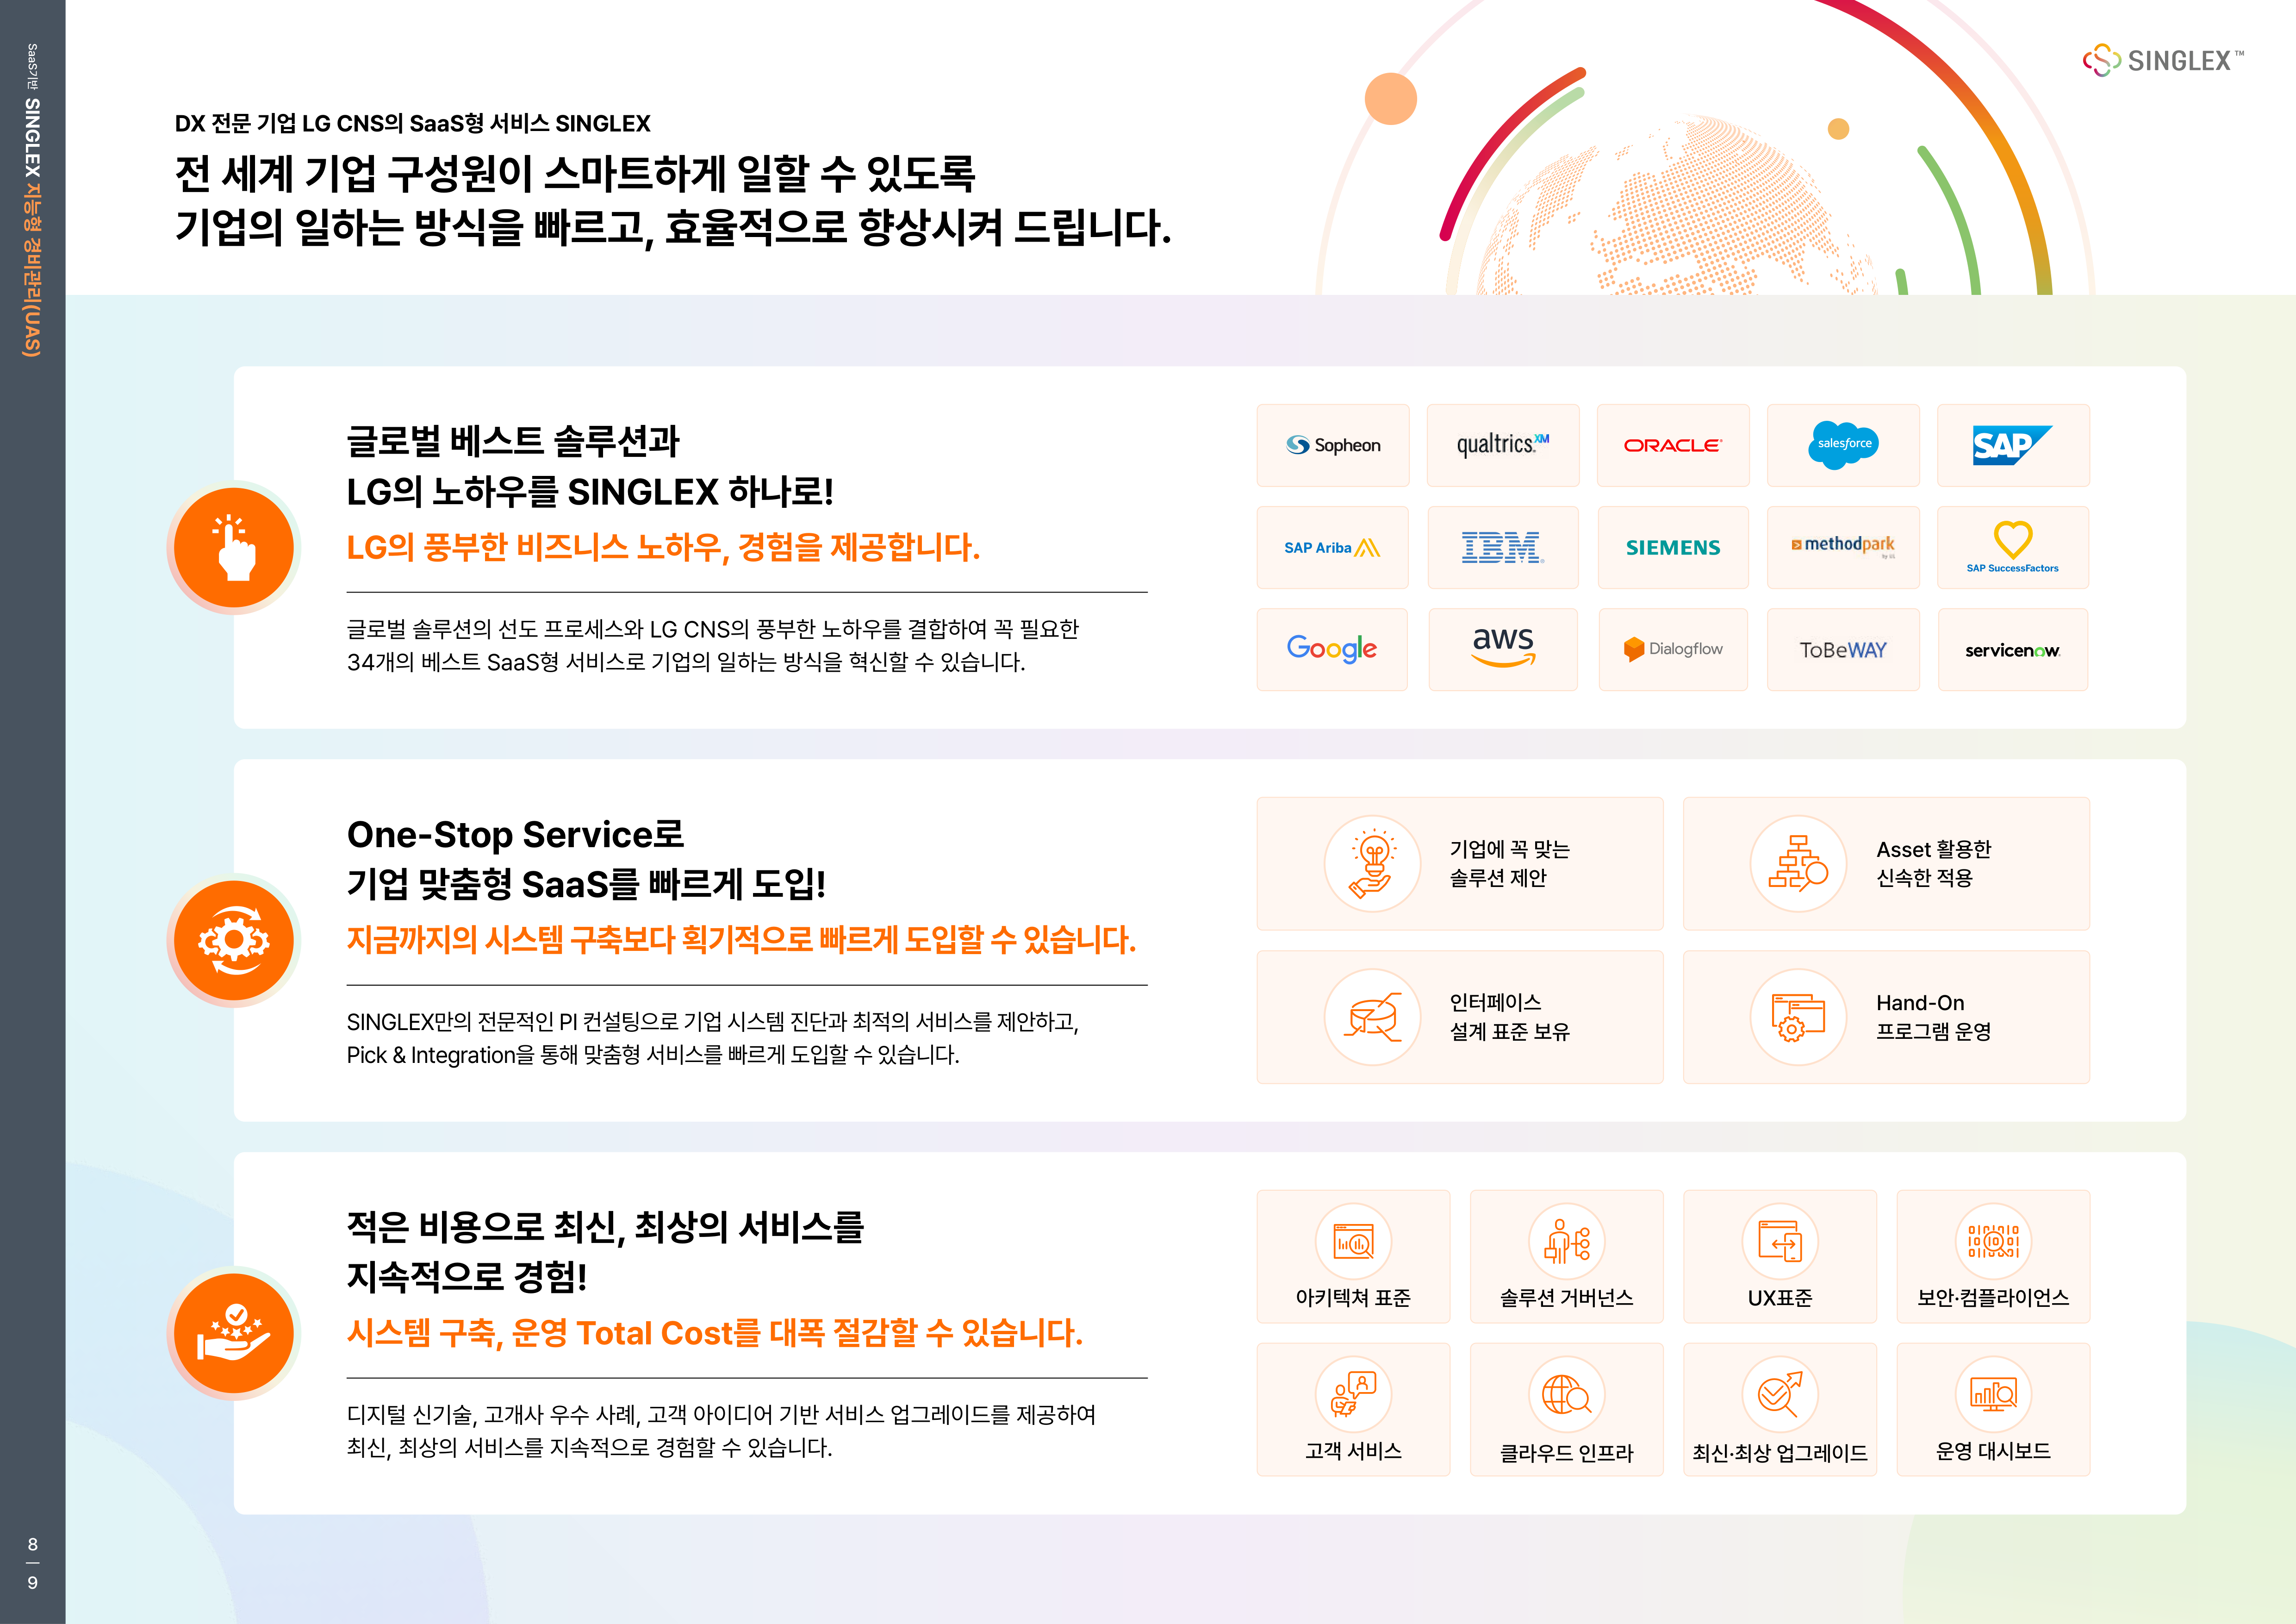 SaaS기반 SINGLEX 지능형 경비관리(UAS)
SINGLEX™
DX 전문 기업 LG CNS의 SaaS형 서비스 SINGLEX
전 세계 기업 구성원이 스마트하게 일할 수 있도록
기업의 일하는 방식을 빠르고, 효율적으로 향상시켜 드립니다.
글로벌 베스트 솔루션과
LG의 노하우를 SINGLEX 하나로!
LG의 풍부한 비즈니스 노하우, 경험을 제공합니다.
글로벌 솔루션의 선도 프로세스와 LG CNS의 풍부한 노하우를 결합하여 꼭 필요한
34개의 베스트 SaaS형 서비스로 기업의 일하는 방식을 혁신할 수 있습니다.
Sopheon
qualtrics.XM
ORACLE
salesforce
SAP
SAP Ariba
IBM
SIEMENS
methodpark
by UL
SAP SuccessFactors
Google
aws
Dialogflow
ToBeWAY
servicenow
One-Stop Service로
기업 맞춤형 SaaS를 빠르게 도입!
지금까지의 시스템 구축보다 획기적으로 빠르게 도입할 수 있습니다.
SINGLEX만의 전문적인 PI 컨설팅으로 기업 시스템 진단과 최적의 서비스를 제안하고,
Pick & Integration을 통해 맞춤형 서비스를 빠르게 도입할 수 있습니다.
기업에 꼭 맞는
솔루션 제안
Asset 활용한
신속한 적용
인터페이스
설계 표준 보유
Hand-On
프로그램 운영
적은 비용으로 최신, 최상의 서비스를
지속적으로 경험!
시스템 구축, 운영 Total Cost를 대폭 절감할 수 있습니다.
디지털 신기술, 고개사 우수 사례, 고객 아이디어 기반 서비스 업그레이드를 제공하여
최신, 최상의 서비스를 지속적으로 경험할 수 있습니다.
아키텍쳐 표준
솔루션 거버넌스
UX표준
보안·컴플라이언스
고객 서비스
클라우드 인프라
최신·최상 업그레이드
운영 대시보드
8
9